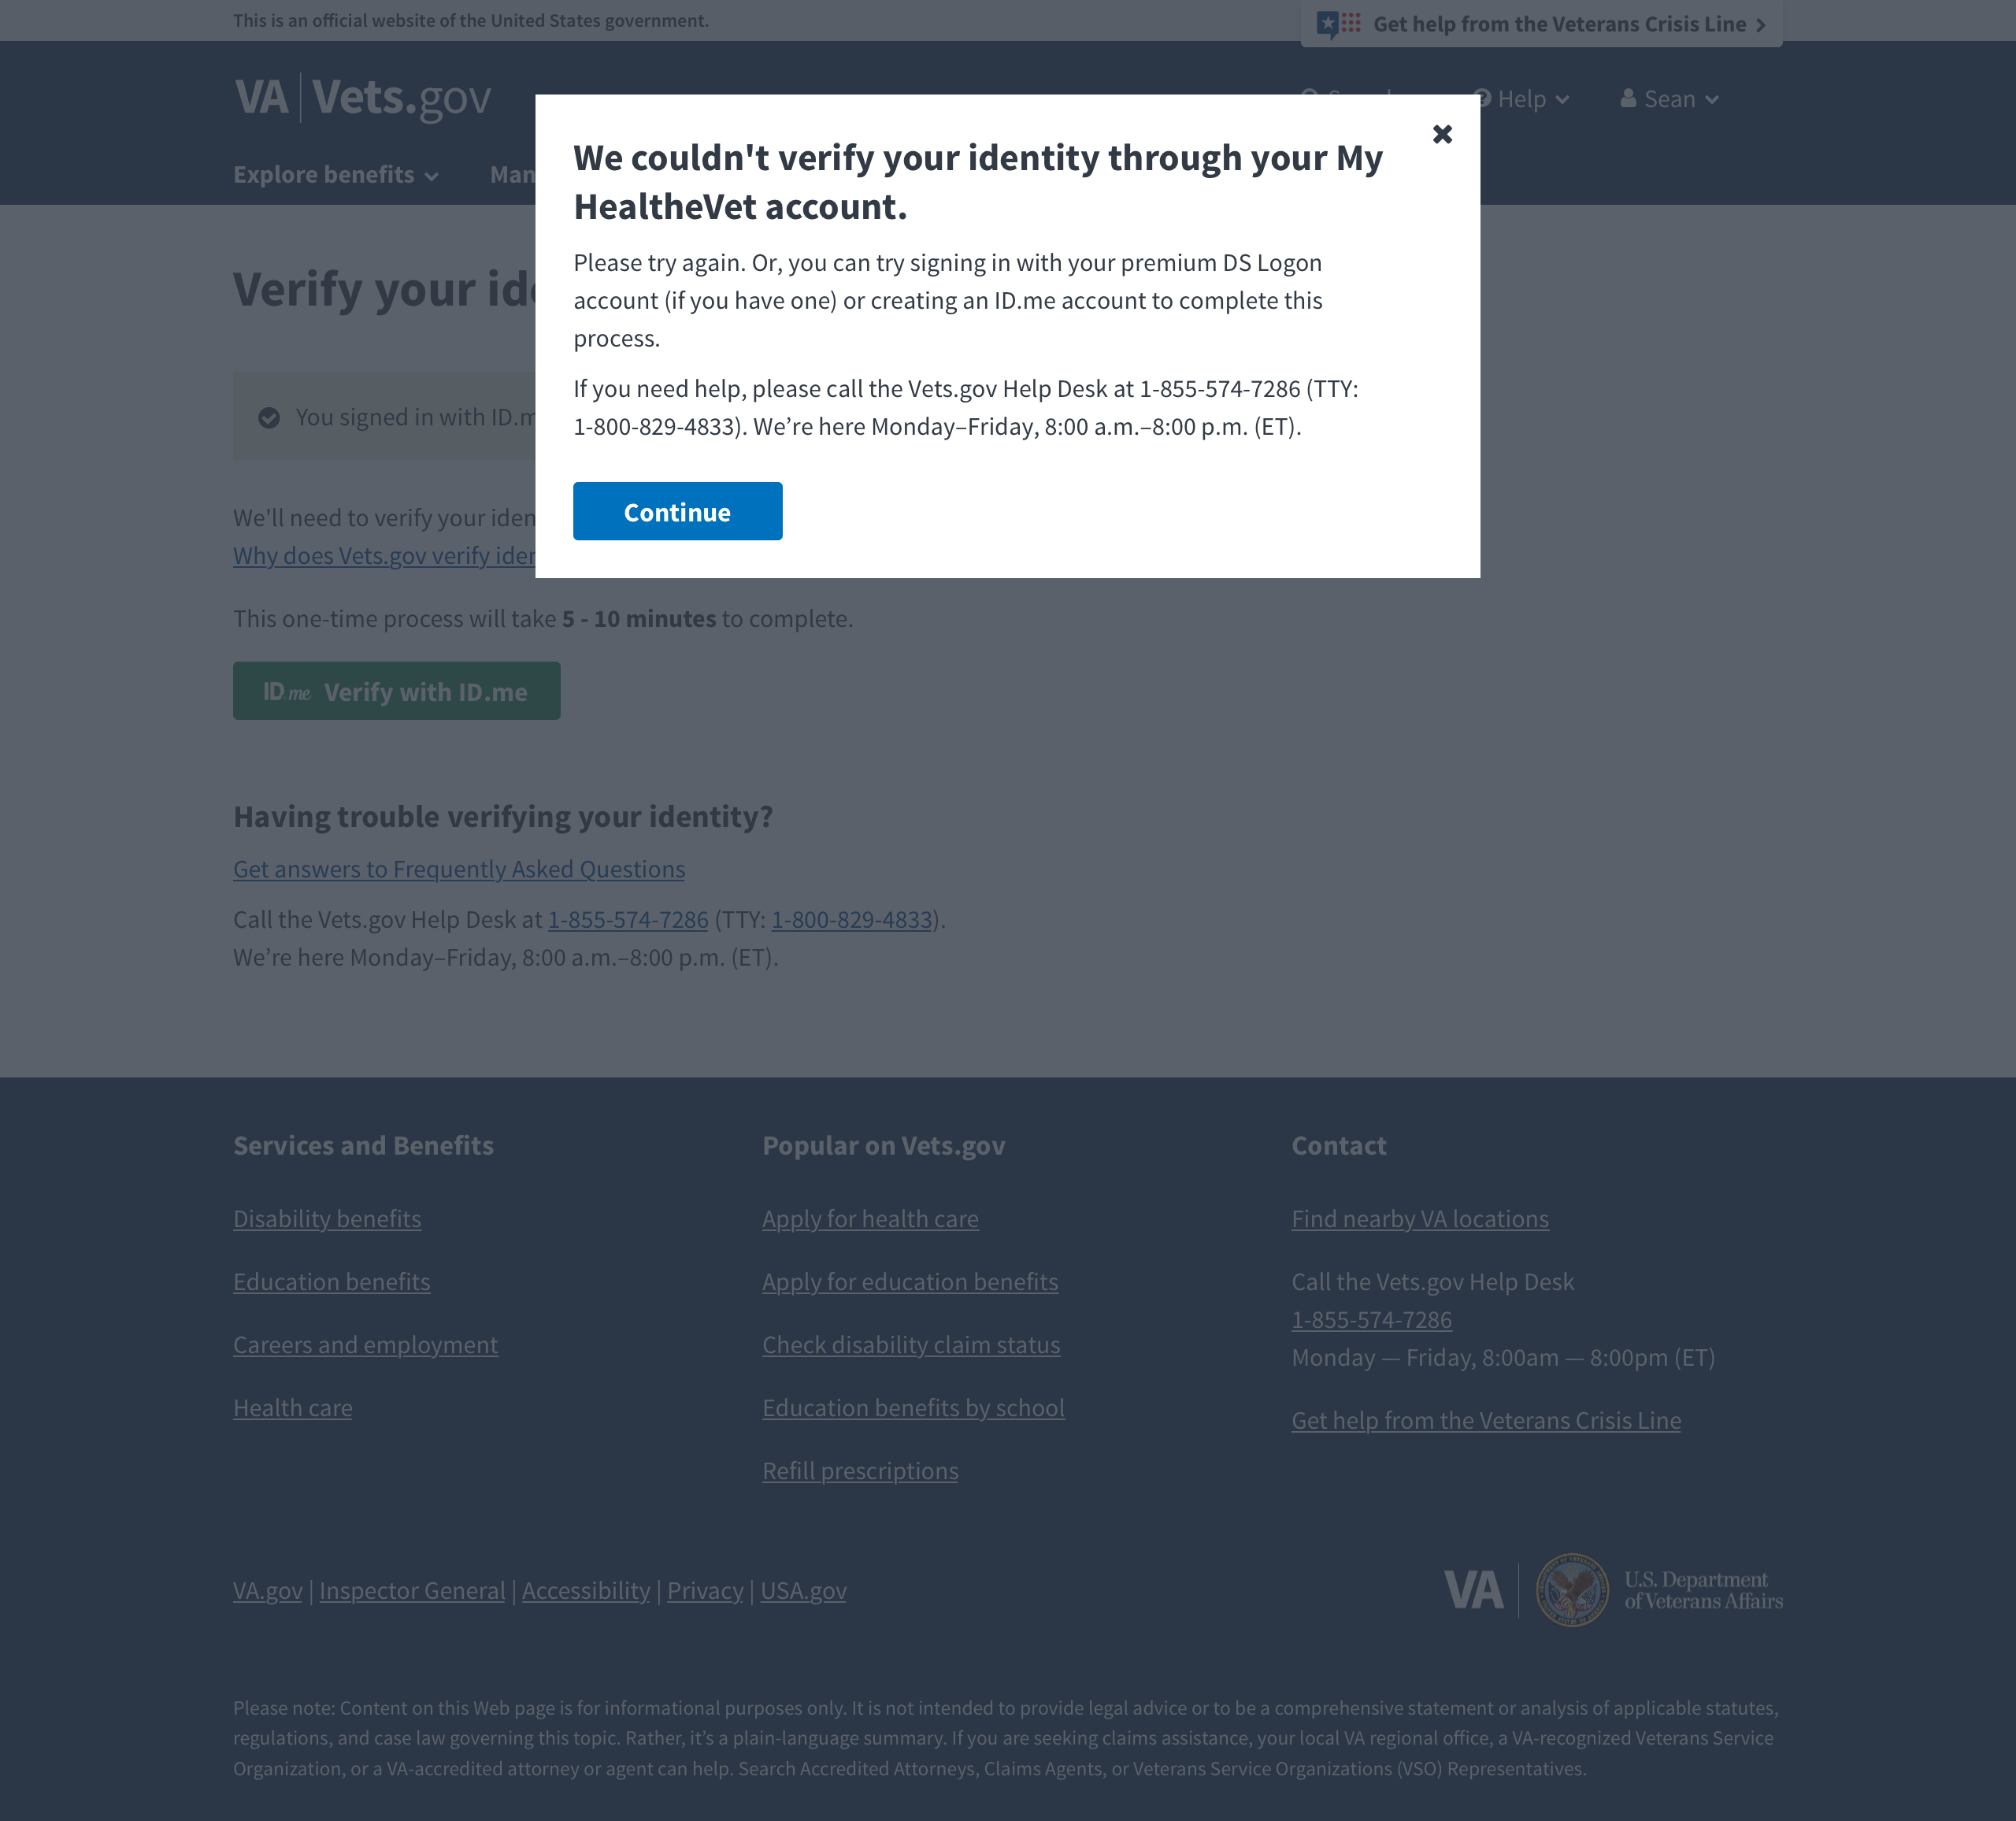 This is an official website of the United States government.
Get help from the Veterans Crisis Line
VA Vets.gov
Help
Sean
Explore benefits
We couldn't verify your identity through your My
HealtheVet account.
Please try again. Or, you can try signing in with your premium DS Logon
account (if you have one) or creating an ID.me account to complete this
process.
If you need help, please call the Vets.gov Help Desk at 1-855-574-7286 (TTY:
1-800-829-4833). We’re here Monday–Friday, 8:00 a.m.–8:00 p.m. (ET).
Continue
Verify your
You signed in with
We'll need to verify your
Why does Vets.gov verify
This one-time process will take 5 - 10 minutes to complete.
ID.me Verify with ID.me
Having trouble verifying your identity?
Get answers to Frequently Asked Questions
Call the Vets.gov Help Desk at 1-855-574-7286 (TTY: 1-800-829-4833).
We’re here Monday–Friday, 8:00 a.m.–8:00 p.m. (ET).
Services and Benefits
Disability benefits
Education benefits
Careers and employment
Health care
Popular on Vets.gov
Apply for health care
Apply for education benefits
Check disability claim status
Education benefits by school
Refill prescriptions
Contact
Find nearby VA locations
Call the Vets.gov Help Desk
1-855-574-7286
Monday — Friday, 8:00am — 8:00pm (ET)
Get help from the Veterans Crisis Line
VA.gov | Inspector General | Accessibility | Privacy | USA.gov
VA
U.S. Department
of Veterans Affairs
Please note: Content on this Web page is for informational purposes only. It is not intended to provide legal advice or to be a comprehensive statement or analysis of applicable statutes,
regulations, and case law governing this topic. Rather, it’s a plain-language summary. If you are seeking claims assistance, your local VA regional office, a VA-recognized Veterans Service
Organization, or a VA-accredited attorney or agent can help. Search Accredited Attorneys, Claims Agents, or Veterans Service Organizations (VSO) Representatives.